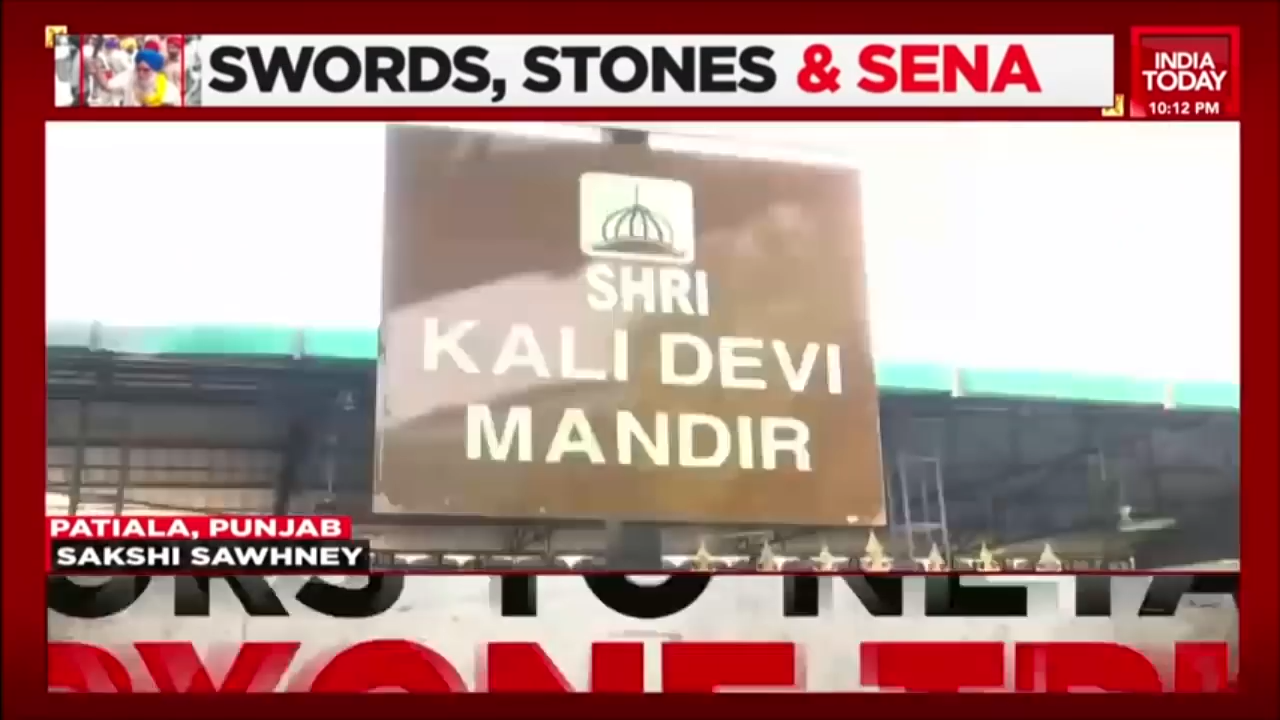 SWORDS, STONES & SENA
INDIA
TODAY
10:12 PM
SHRI
KALI DEVI
MANDIR
PATIALA, PUNJAB
SAKSHI SAWHNEY